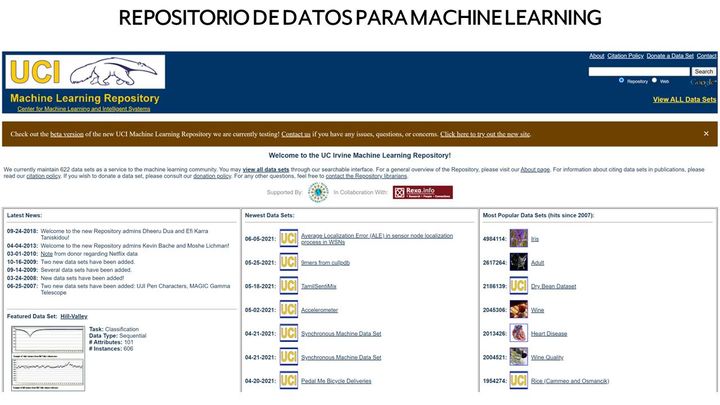 REPOSITORIO DE DATOS PARA MACHINE LEARNING
UCI
Machine Learning Repository
Center for Machine Learning and Intelligent Systems
About Citation Policy Donate a Data Set Contact
Search
Repository Web Google
View ALL Data Sets
Check out the beta version of the new UCI Machine Learning Repository we are currently testing! Contact us if you have any issues, questions, or concerns. Click here to try out the new site. ×
Welcome to the UC Irvine Machine Learning Repository!
We currently maintain 622 data sets as a service to the machine learning community. You may view all data sets through our searchable interface. For a general overview of the Repository, please visit our About page. For information about citing data sets in publications, please
read our citation policy. If you wish to donate a data set, please consult our donation policy. For any other questions, feel free to contact the Repository librarians.
Supported By: In Collaboration With: Rexa.info
Latest News:
09-24-2018: Welcome to the new Repository admins Dheeru Dua and Efi Karra
Taniskidou!
04-04-2013: Welcome to the new Repository admins Kevin Bache and Moshe Lichman!
03-01-2010: Note from donor regarding Netflix data
10-16-2009: Two new data sets have been added.
09-14-2009: Several data sets have been added.
03-24-2008: New data sets have been added!
06-25-2007: Two new data sets have been added: UJI Pen Characters, MAGIC Gamma
Telescope
Featured Data Set: Hill-Valley
Task: Classification
Data Type: Sequential
# Attributes: 101
# Instances: 606
Newest Data Sets:
06-05-2021: UCI Average Localization Error (ALE) in sensor node localization
process in WSNs
05-25-2021: UCI 9mers from cullpdb
05-18-2021: UCI TamilSentiMix
05-02-2021: UCI Accelerometer
04-21-2021: UCI Synchronous Machine Data Set
04-21-2021: UCI Synchronous Machine Data Set
04-20-2021: UCI Pedal Me Bicycle Deliveries
Most Popular Data Sets (hits since 2007):
4984114: Iris
2617264: Adult
2186139: UCI Dry Bean Dataset
2045306: Wine
2013426: Heart Disease
2004521: Wine Quality
1954274: UCI Rice (Cammeo and Osmancik)